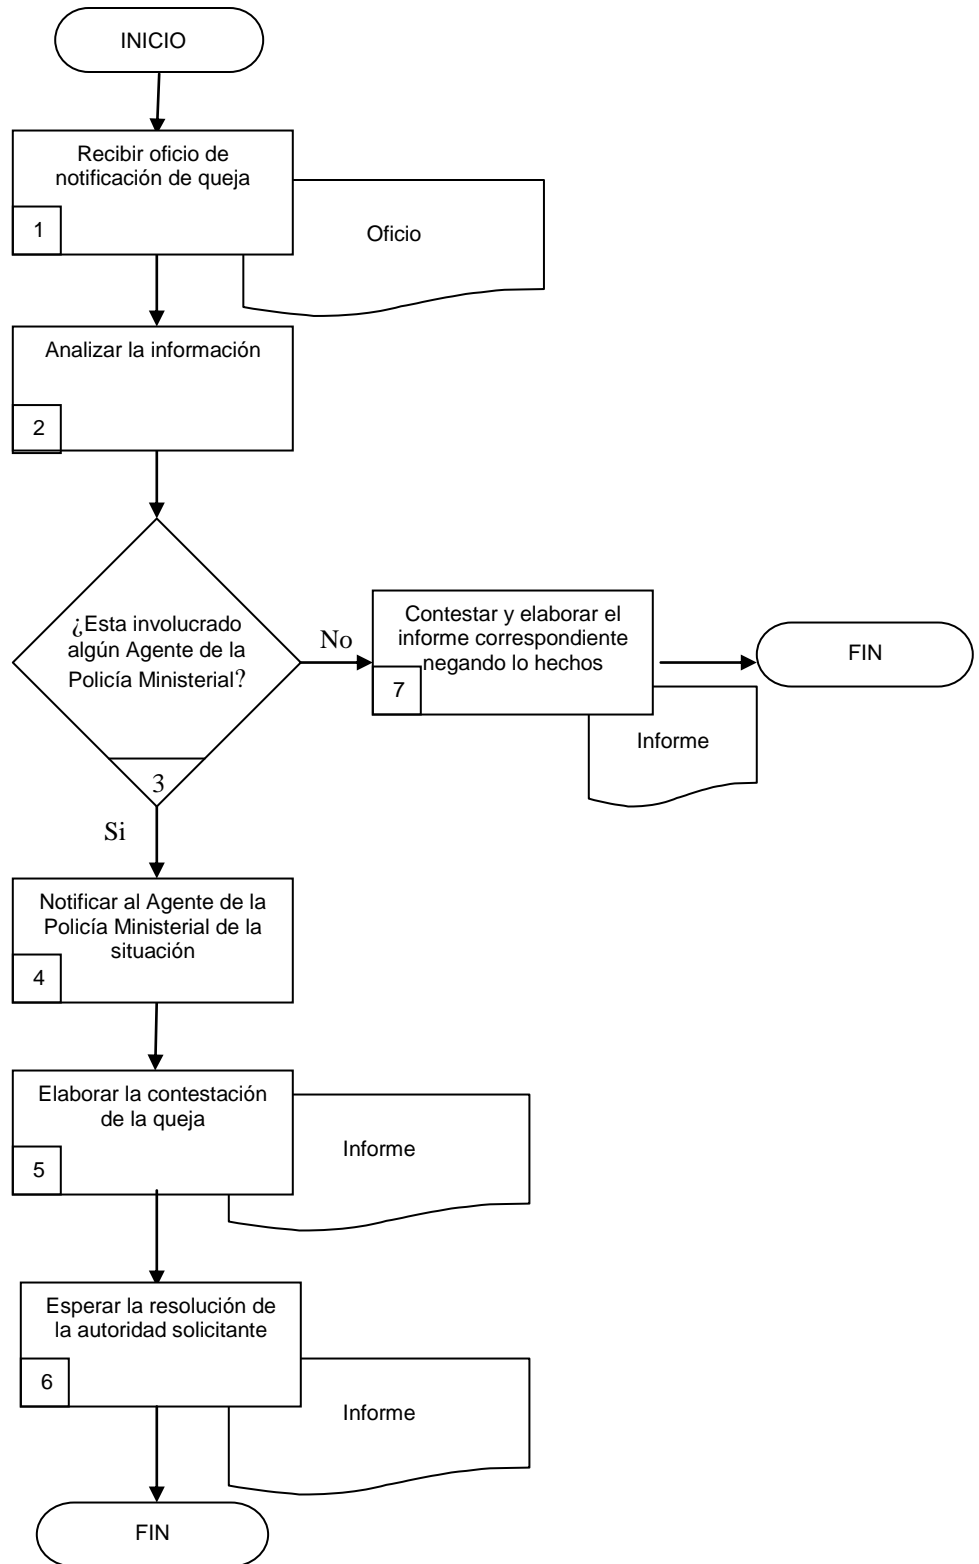 INICIO
Recibir oficio de
notificación de queja
1
Oficio
Analizar la información
2
¿Esta involucrado
algún Agente de la
Policía Ministerial?
3
No
Contestar y elaborar el
informe correspondiente
negando lo hechos
7
Informe
FIN
Si
Notificar al Agente de la
Policía Ministerial de la
situación
4
Elaborar la contestación
de la queja
5
Informe
Esperar la resolución de
la autoridad solicitante
6
Informe
FIN